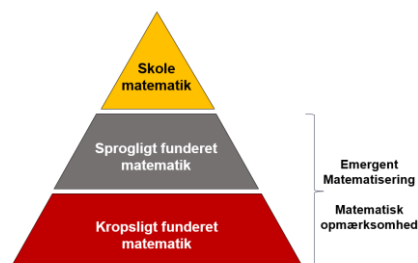 Skole
matematik
Sprogligt funderet
matematik
Kropsligt funderet
matematik
Emergent
Matematisering
Matematisk
opmærksomhed